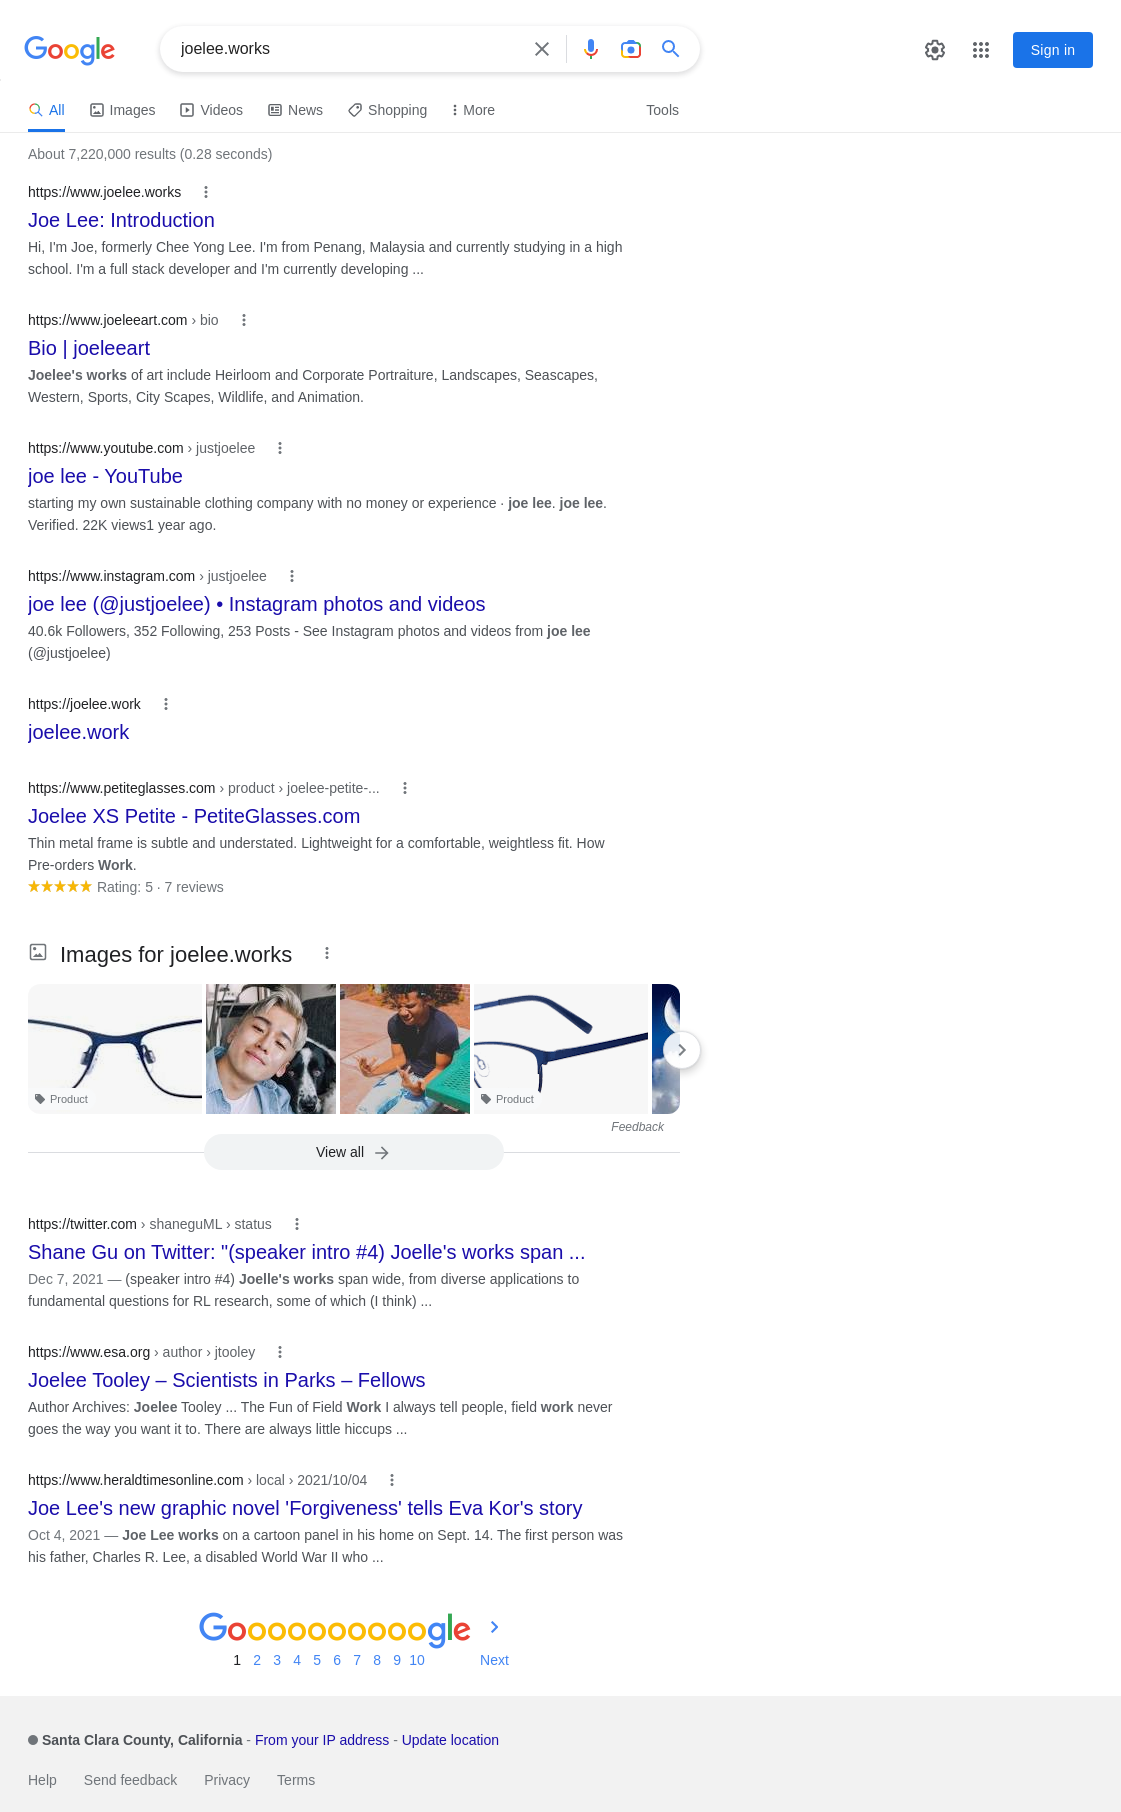 Google
joelee.works
Sign in
All Images Videos News Shopping More Tools
About 7,220,000 results (0.28 seconds)
https://www.joelee.works
Joe Lee: Introduction
Hi, I'm Joe, formerly Chee Yong Lee. I'm from Penang, Malaysia and currently studying in a high
school. I'm a full stack developer and I'm currently developing ...
https://www.joeleeart.com › bio
Bio | joeleeart
Joelee's works of art include Heirloom and Corporate Portraiture, Landscapes, Seascapes,
Western, Sports, City Scapes, Wildlife, and Animation.
https://www.youtube.com › justjoelee
joe lee - YouTube
starting my own sustainable clothing company with no money or experience · joe lee. joe lee.
Verified. 22K views1 year ago.
https://www.instagram.com › justjoelee
joe lee (@justjoelee) • Instagram photos and videos
40.6k Followers, 352 Following, 253 Posts - See Instagram photos and videos from joe lee
(@justjoelee)
https://joelee.work
joelee.work
https://www.petiteglasses.com › product › joelee-petite-...
Joelee XS Petite - PetiteGlasses.com
Thin metal frame is subtle and understated. Lightweight for a comfortable, weightless fit. How
Pre-orders Work.
Rating: 5 · 7 reviews
Images for joelee.works
Product
Product
Feedback
View all
https://twitter.com › shaneguML › status
Shane Gu on Twitter: "(speaker intro #4) Joelle's works span ...
Dec 7, 2021 — (speaker intro #4) Joelle's works span wide, from diverse applications to
fundamental questions for RL research, some of which (I think) ...
https://www.esa.org › author › jtooley
Joelee Tooley – Scientists in Parks – Fellows
Author Archives: Joelee Tooley ... The Fun of Field Work I always tell people, field work never
goes the way you want it to. There are always little hiccups ...
https://www.heraldtimesonline.com › local › 2021/10/04
Joe Lee's new graphic novel 'Forgiveness' tells Eva Kor's story
Oct 4, 2021 — Joe Lee works on a cartoon panel in his home on Sept. 14. The first person was
his father, Charles R. Lee, a disabled World War II who ...
Goooooooooogle
1 2 3 4 5 6 7 8 9 10 Next
Santa Clara County, California - From your IP address - Update location
Help Send feedback Privacy Terms